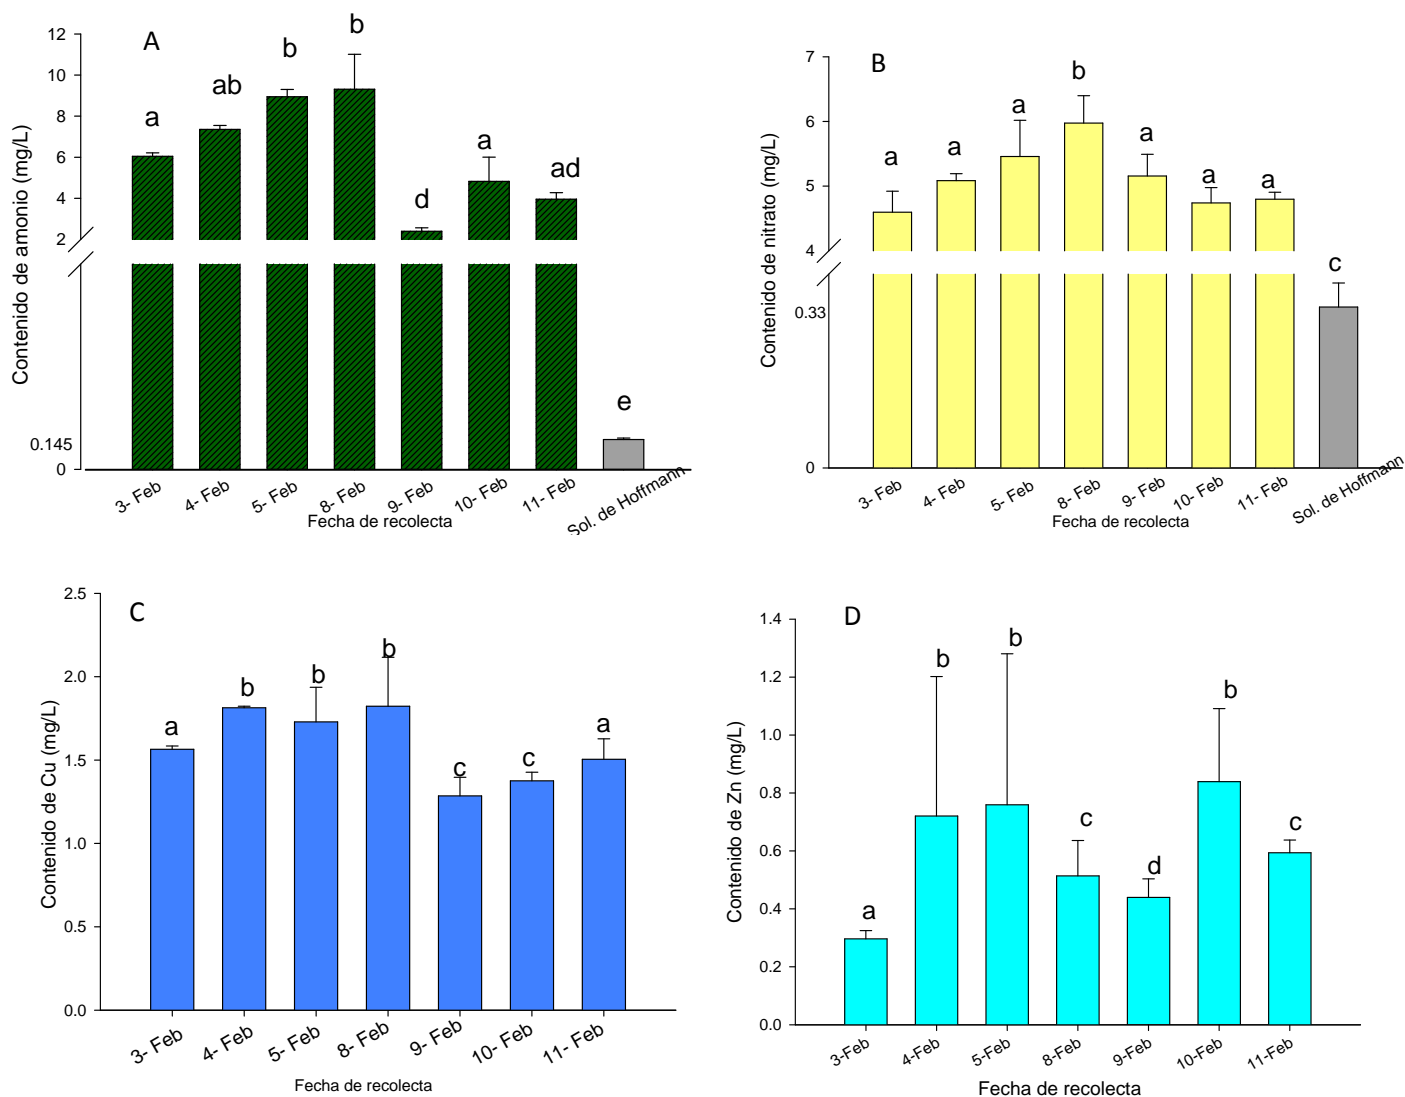 A
Contenido de amonio (mg/L)
12
10
8
6
4
2
0.145
0
a
ab
b
b
d
a
ad
e
3- Feb
4- Feb
5- Feb
8- Feb
9- Feb
10- Feb
11- Feb
Sol. de Hoffmann
Fecha de recolecta
B
Contenido de nitrato (mg/L)
7
6
5
4
0.33
0
a
a
a
b
a
a
a
c
3- Feb
4- Feb
5- Feb
8- Feb
9- Feb
10- Feb
11- Feb
Sol. de Hoffmann
Fecha de recolecta
C
Contenido de Cu (mg/L)
2.5
2.0
1.5
1.0
0.5
0.0
a
b
b
b
c
c
a
3- Feb
4- Feb
5- Feb
8- Feb
9- Feb
10- Feb
11- Feb
Fecha de recolecta
D
Contenido de Zn (mg/L)
1.4
1.2
1.0
0.8
0.6
0.4
0.2
0.0
a
b
b
c
d
b
c
3-Feb
4-Feb
5-Feb
8-Feb
9-Feb
10-Feb
11-Feb
Fecha de recolecta